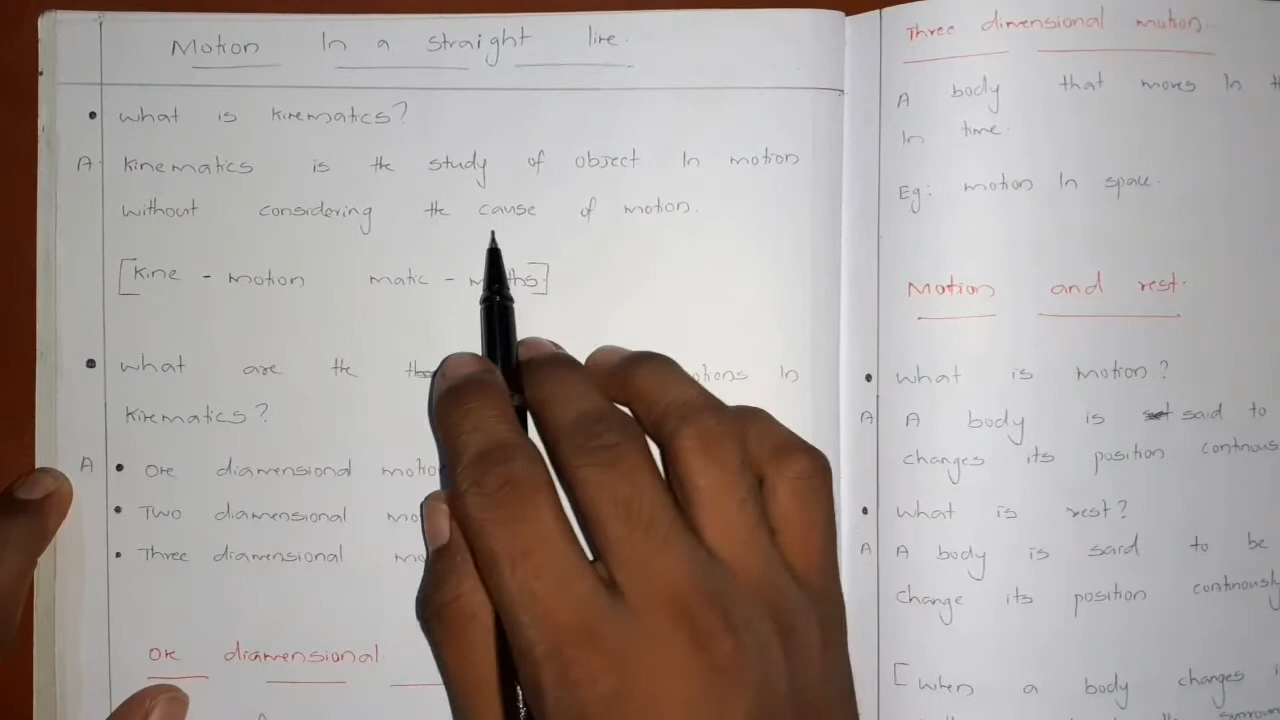 Motion In a straight line.
What is kinematics?
A. Kinematics is the study of object In motion
without considering the cause of motion.
[Kine - motion matic - maths]
What are the in
kinematics?
A • One diamensional motion
• Two diamensional
• Three diamensional
One diamensional
Three dimensional motion.
A body that moves In
In time.
Eg: motion In space.
Motion and rest.
• What is motion?
A A body is said to
changes its position
• What is rest?
A A body is said to be
change its position continously
[When a body changes